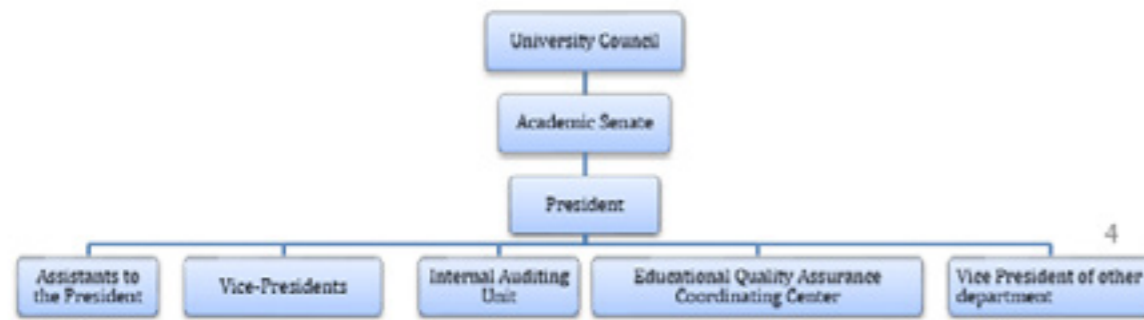 University Council
Academic Senate
President
4
Assistants to
the President
Vice-Presidents
Internal Auditing
Unit
Educational Quality Assurance
Coordinating Center
Vice President of other
department